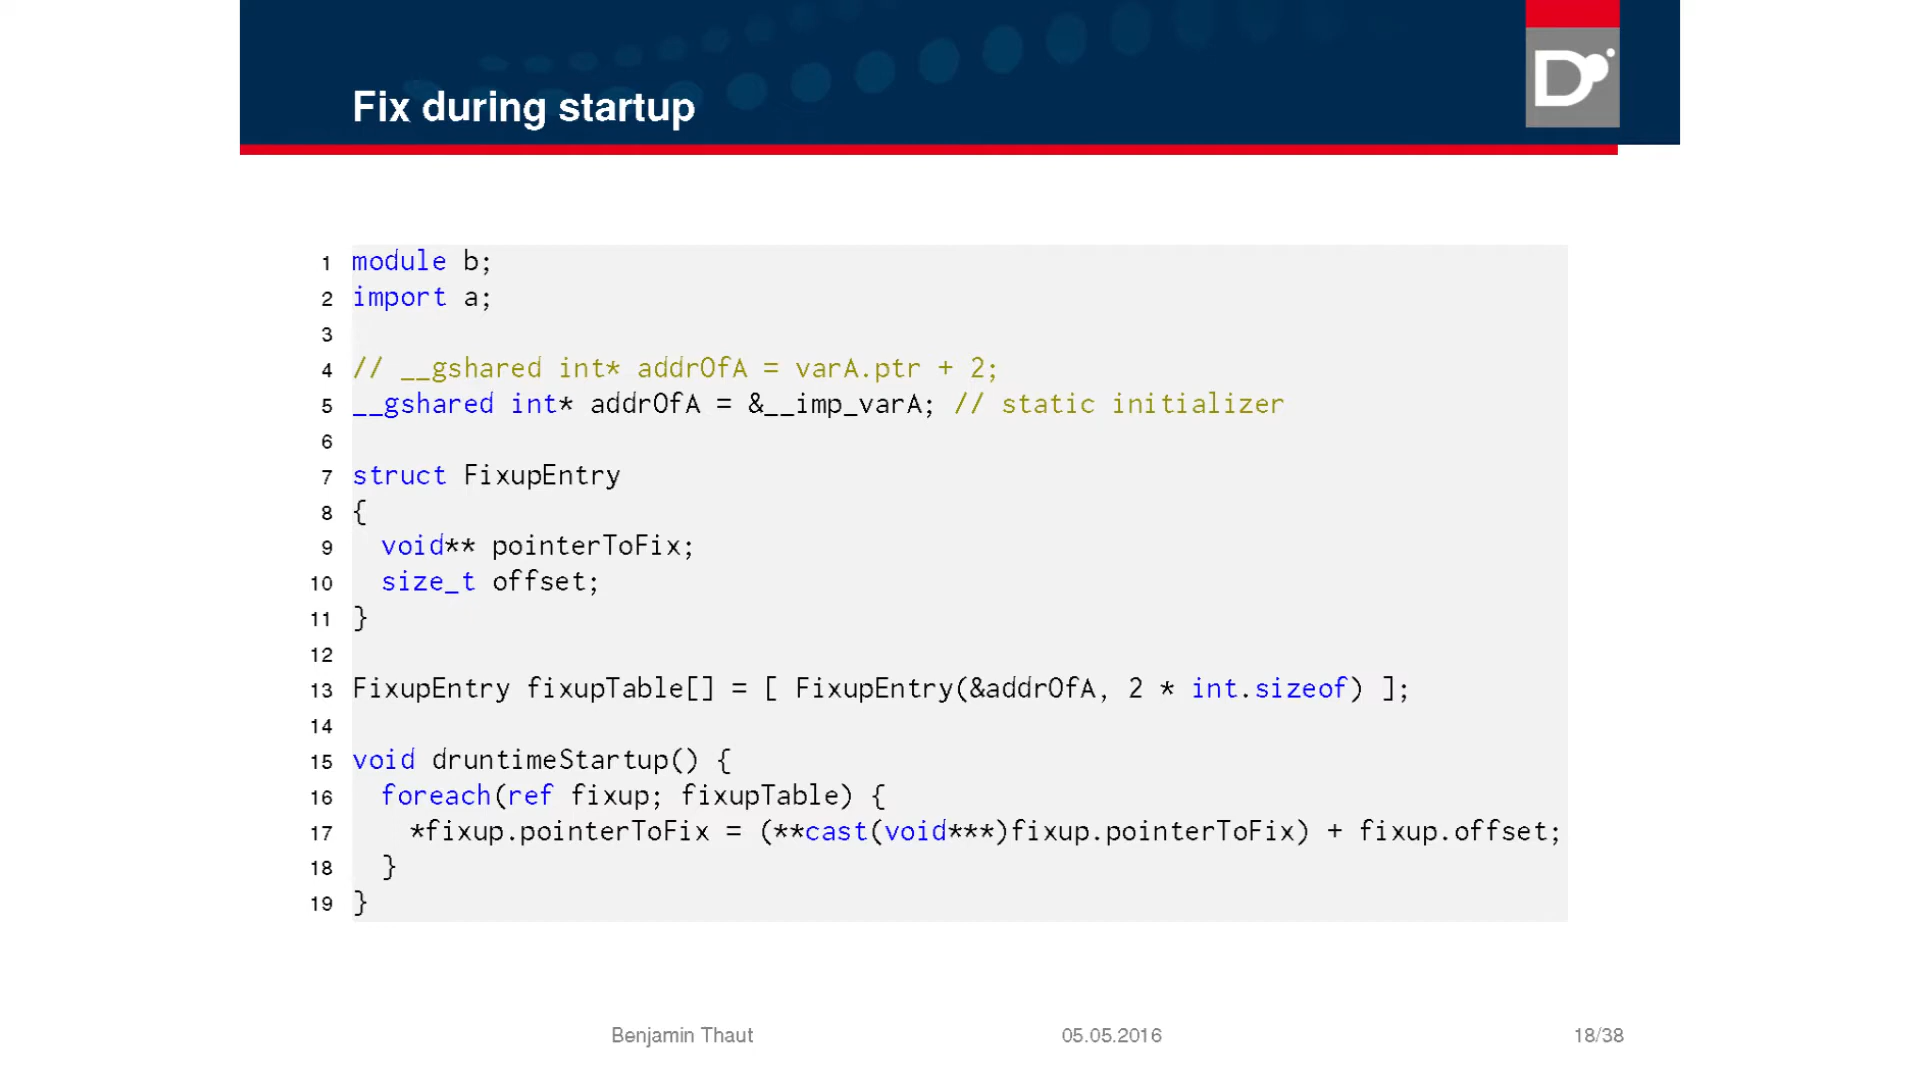 Fix during startup
D
1 module b;
2 import a;
3
4 // __gshared int* addrOfA = varA.ptr + 2;
5 __gshared int* addrOfA = &__imp_varA; // static initializer
6
7 struct FixupEntry
8 {
9 void** pointerToFix;
10 size_t offset;
11 }
12
13 FixupEntry fixupTable[] = [ FixupEntry(&addrOfA, 2 * int.sizeof) ];
14
15 void druntimeStartup() {
16 foreach(ref fixup; fixupTable) {
17 *fixup.pointerToFix = (**cast(void***)fixup.pointerToFix) + fixup.offset;
18 }
19 }
Benjamin Thaut 05.05.2016 18/38